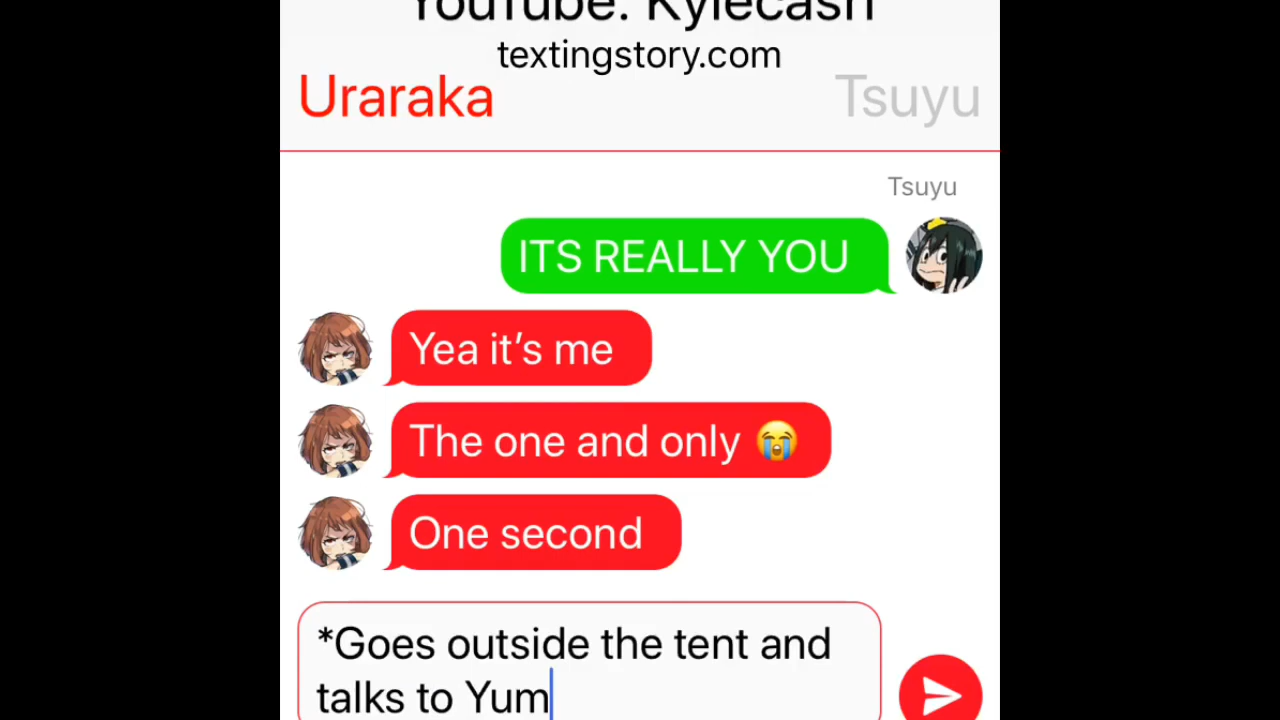 YouTube: Kylecash
textingstory.com
Uraraka
Tsuyu
Tsuyu
ITS REALLY YOU
Yea it’s me
The one and only 😭
One second
*Goes outside the tent and
talks to Yum